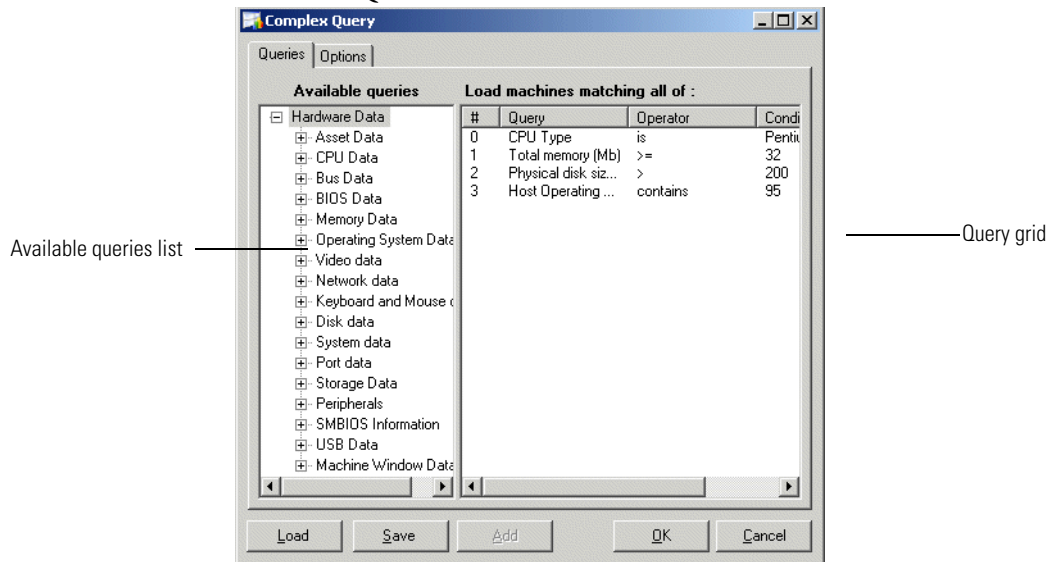 Complex Query
Queries Options
Available queries
Load machines matching all of :
Hardware Data
Asset Data
CPU Data
Bus Data
BIOS Data
Memory Data
Operating System Data
Video data
Network data
Keyboard and Mouse
Disk data
System data
Port data
Storage Data
Peripherals
SMBIOS Information
USB Data
Machine Window Data
# Query Operator Condi
0 CPU Type is Pentiu
1 Total memory (Mb) >= 32
2 Physical disk siz... > 200
3 Host Operating ... contains 95
Available queries list
Query grid
Load Save Add OK Cancel